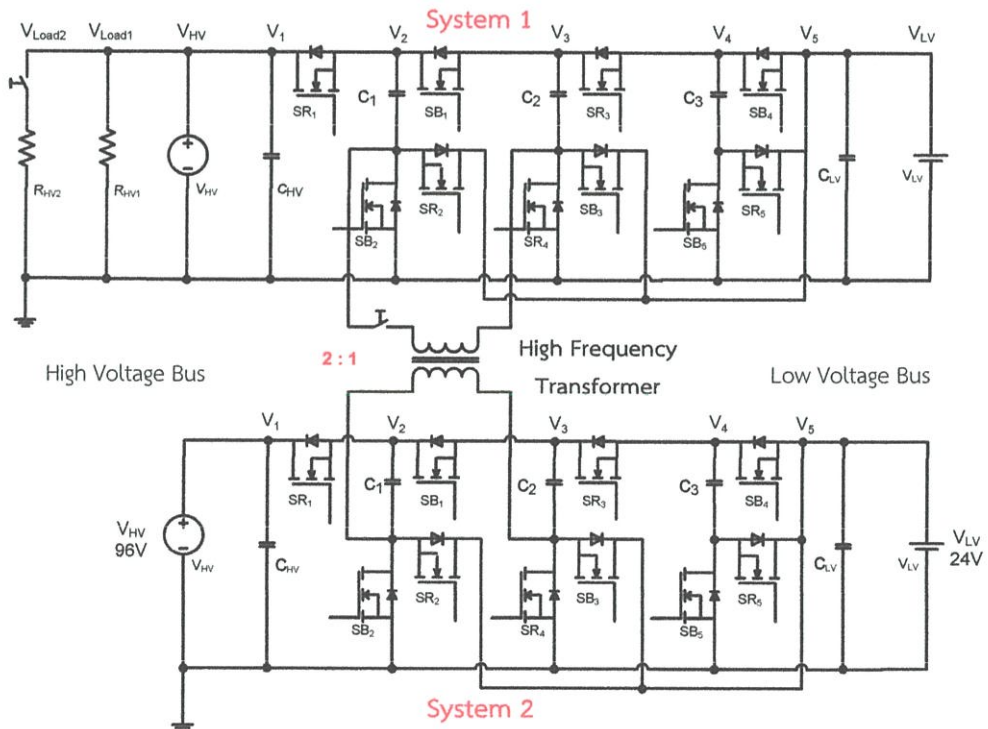 System 1
VLoad2 VLoad1 VHV V1 V2 V3 V4 V5 VLV
C1 SB1 C2 SR3 C3 SB4
SR1
RHV2 RHV1 VHV CHV SR2 SB3 SR5 CLV VLV
SB2 SR4 SB5
2 : 1
High Frequency
Transformer
High Voltage Bus
Low Voltage Bus
V1 V2 V3 V4 V5
C1 SB1 C2 SR3 C3 SB4
SR1
VHV
96V
VHV CHV SR2 SB3 SR5 CLV VLV
VLV
24V
SB2 SR4 SB5
System 2